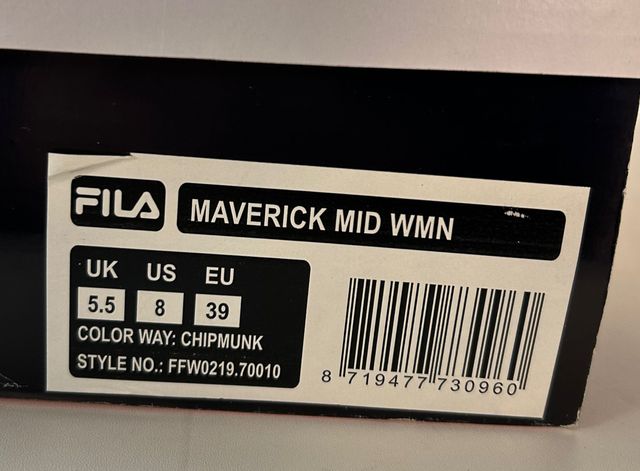 FILA
MAVERICK MID WMN
UK US EU
5.5 8 39
COLOR WAY: CHIPMUNK
STYLE NO.: FFW0219.70010
8 719477 730960